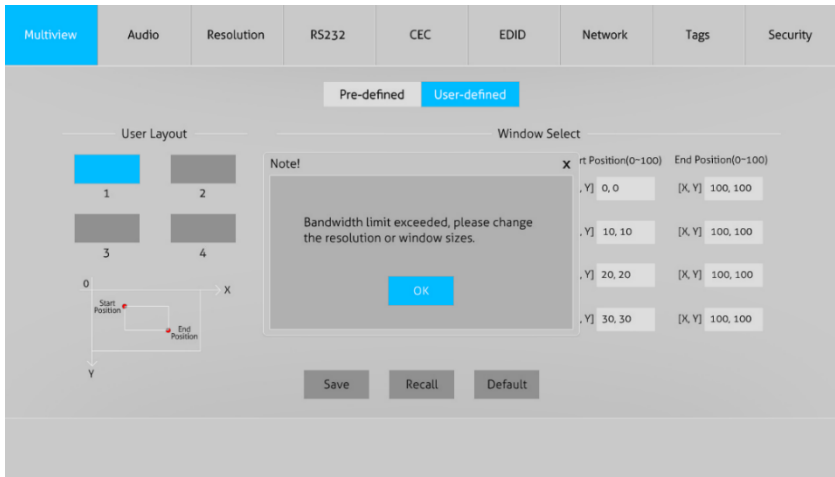 Multiview Audio Resolution RS232 CEC EDID Network Tags Security
Pre-defined User-defined
User Layout
Window Select
1 2
3 4
0
X
Start
Position
End
Position
Y
Note! x
Bandwidth limit exceeded, please change
the resolution or window sizes.
OK
rt Position(0~100) End Position(0~100)
, Y] 0, 0 [X, Y] 100, 100
, Y] 10, 10 [X, Y] 100, 100
, Y] 20, 20 [X, Y] 100, 100
, Y] 30, 30 [X, Y] 100, 100
Save Recall Default